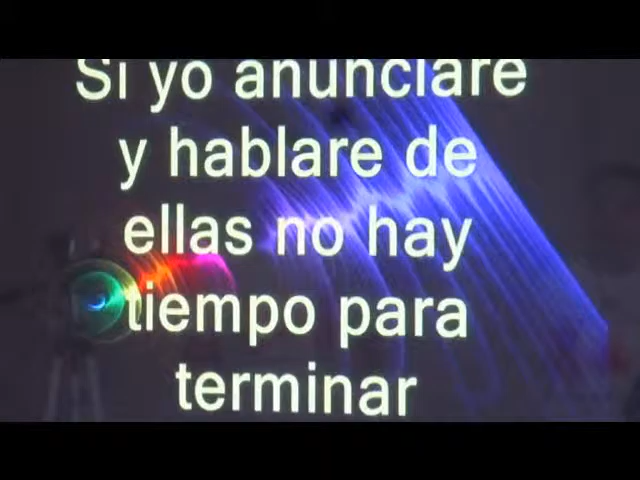 Si yo anunciare
y hablare de
ellas no hay
tiempo para
terminar